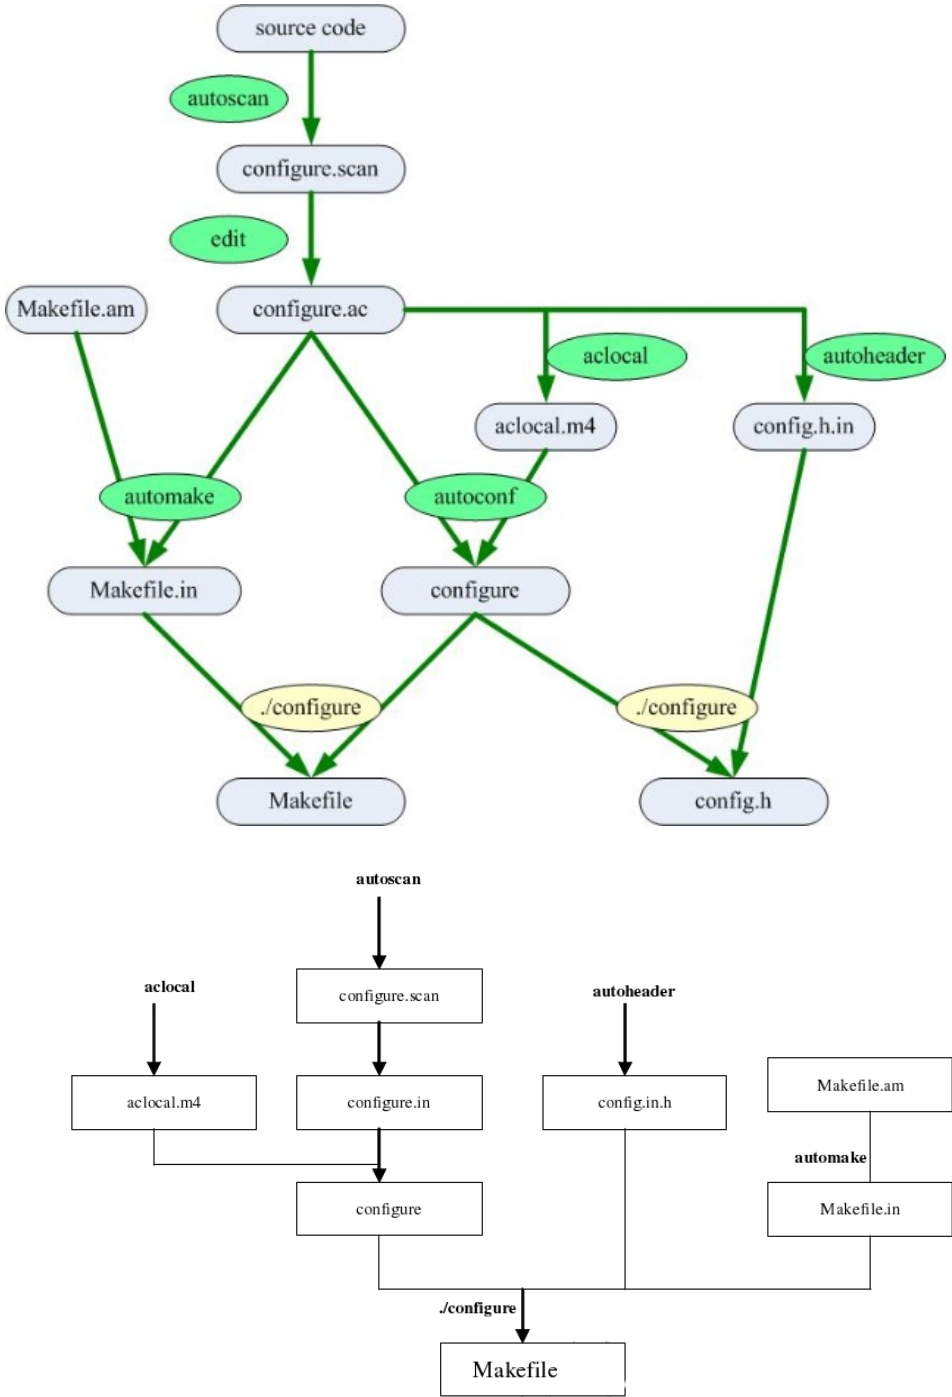 source code
autoscan
configure.scan
edit
Makefile.am
configure.ac
aclocal
autoheader
aclocal.m4
config.h.in
automake
autoconf
Makefile.in
configure
./configure
./configure
Makefile
config.h
autoscan
aclocal
autoheader
configure.scan
Makefile.am
aclocal.m4
configure.in
config.in.h
automake
configure
Makefile.in
./configure
Makefile